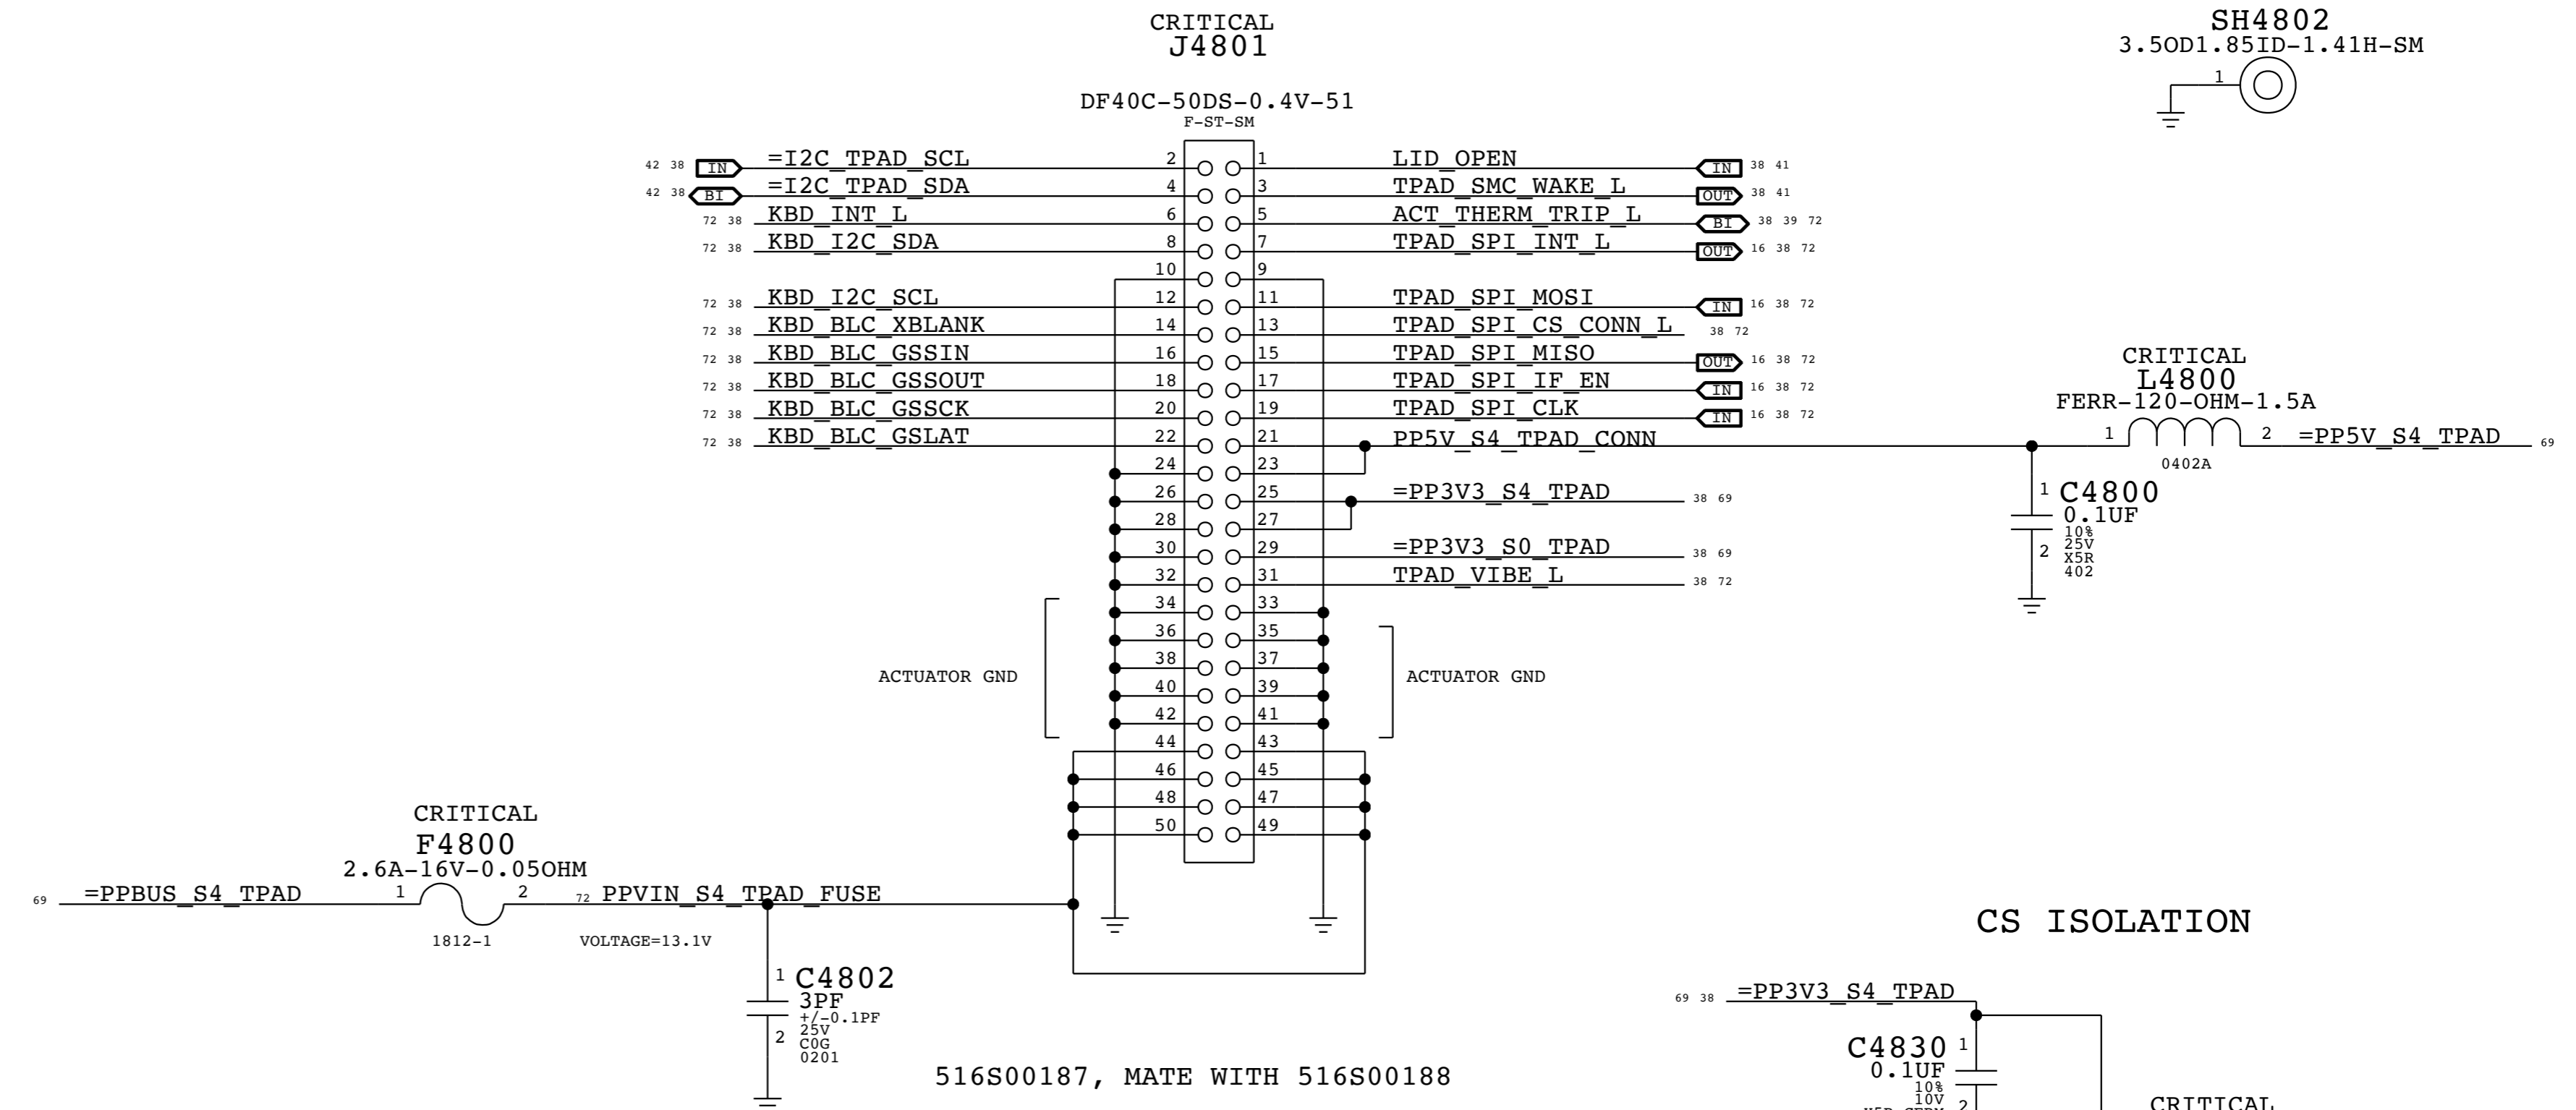 CRITICAL
J4801
DF40C-50DS-0.4V-51
F-ST-SM
SH4802
3.5OD1.85ID-1.41H-SM
1
42 38 IN =I2C_TPAD_SCL 2 1 LID_OPEN IN 38 41
42 38 BI =I2C_TPAD_SDA 4 3 TPAD_SMC_WAKE_L OUT 38 41
72 38 KBD_INT_L 6 5 ACT_THERM_TRIP_L BI 38 39 72
72 38 KBD_I2C_SDA 8 7 TPAD_SPI_INT_L OUT 16 38 72
10 9
72 38 KBD_I2C_SCL 12 11 TPAD_SPI_MOSI IN 16 38 72
72 38 KBD_BLC_XBLANK 14 13 TPAD_SPI_CS_CONN_L 38 72
72 38 KBD_BLC_GSSIN 16 15 TPAD_SPI_MISO OUT 16 38 72
72 38 KBD_BLC_GSSOUT 18 17 TPAD_SPI_IF_EN IN 16 38 72
72 38 KBD_BLC_GSSCK 20 19 TPAD_SPI_CLK IN 16 38 72
72 38 KBD_BLC_GSLAT 22 21 PP5V_S4_TPAD_CONN
24 23
26 25 =PP3V3_S4_TPAD 38 69
28 27
30 29 =PP3V3_S0_TPAD 38 69
32 31 TPAD_VIBE_L 38 72
34 33
36 35
38 37
ACTUATOR GND
ACTUATOR GND
40 39
42 41
44 43
46 45
48 47
50 49
CRITICAL
L4800
FERR-120-OHM-1.5A
1 2 =PP5V_S4_TPAD 69
0402A
1 C4800
0.1UF
10%
25V
2 X5R
402
CRITICAL
F4800
2.6A-16V-0.05OHM
69 =PPBUS_S4_TPAD 1 2 72 PPVIN_S4_TPAD_FUSE
1812-1
VOLTAGE=13.1V
1 C4802
3PF
+/-0.1PF
25V
2 C0G
0201
516S00187, MATE WITH 516S00188
CS ISOLATION
69 38 =PP3V3_S4_TPAD
C4830 1
0.1UF
10%
10V
2
CRITICAL